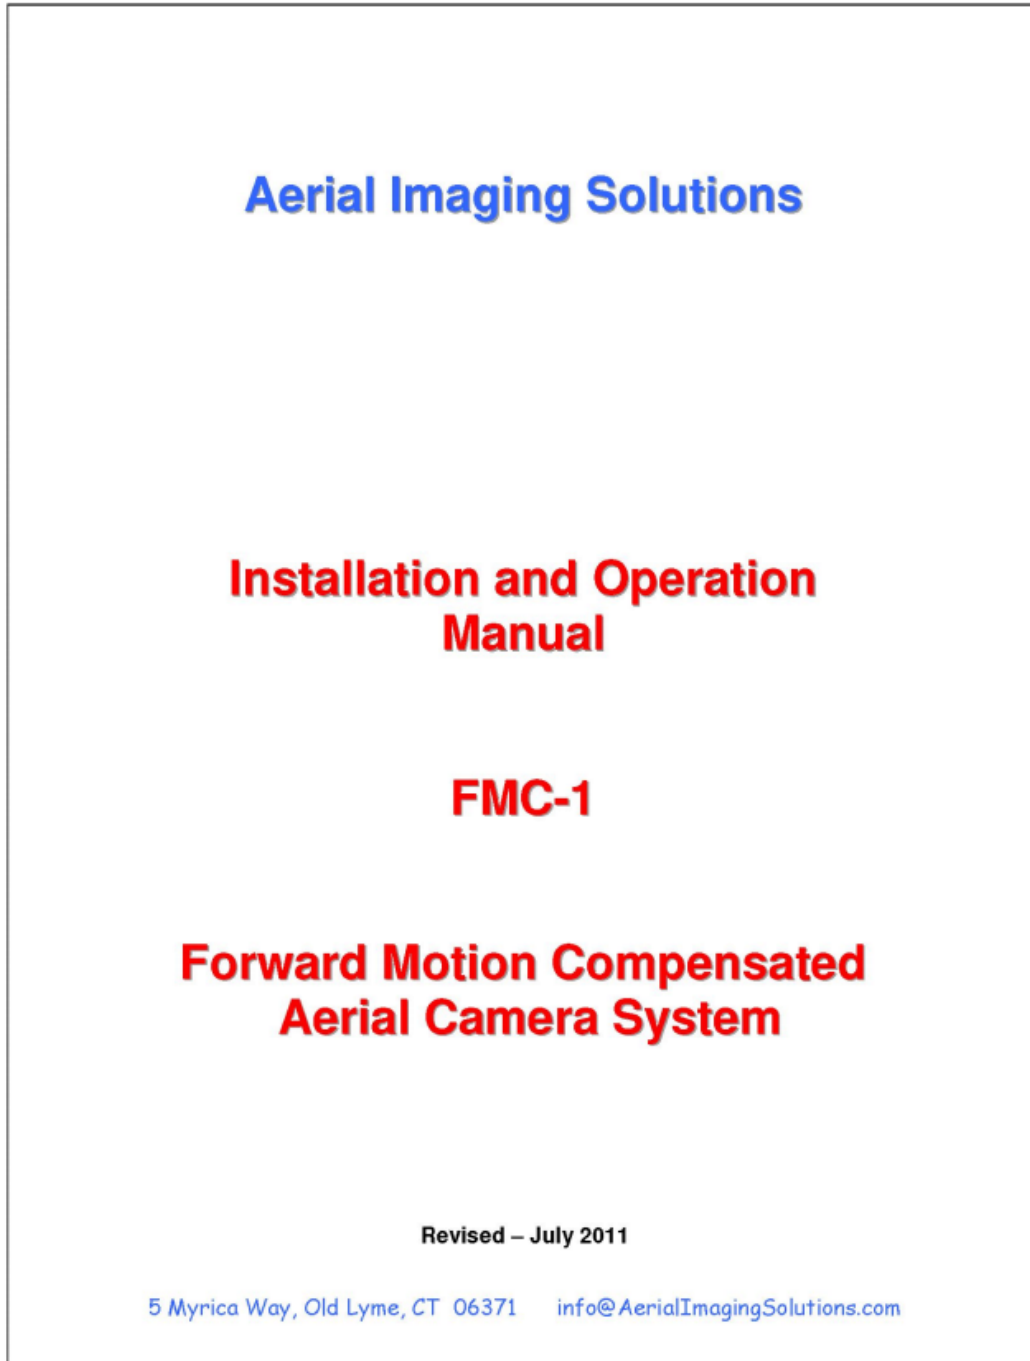 Aerial Imaging Solutions
Installation and Operation
Manual
FMC-1
Forward Motion Compensated
Aerial Camera System
Revised – July 2011
5 Myrica Way, Old Lyme, CT  06371     info@AerialImagingSolutions.com